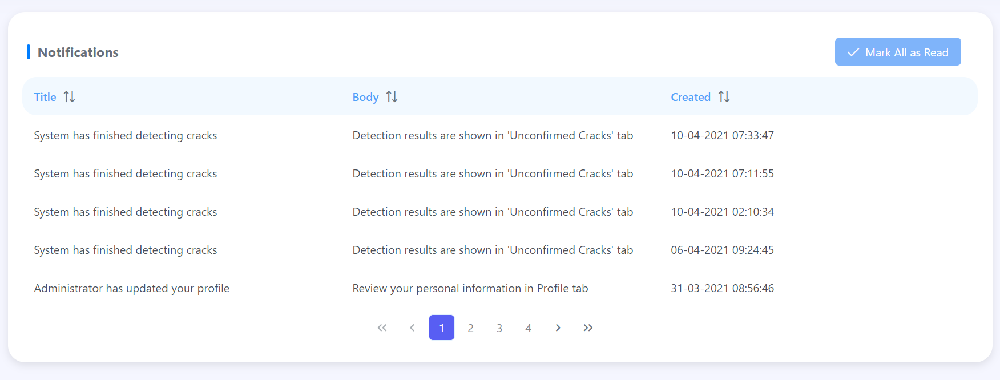 Notifications
Mark All as Read
Title Body Created
System has finished detecting cracks Detection results are shown in 'Unconfirmed Cracks' tab 10-04-2021 07:33:47
System has finished detecting cracks Detection results are shown in 'Unconfirmed Cracks' tab 10-04-2021 07:11:55
System has finished detecting cracks Detection results are shown in 'Unconfirmed Cracks' tab 10-04-2021 02:10:34
System has finished detecting cracks Detection results are shown in 'Unconfirmed Cracks' tab 06-04-2021 09:24:45
Administrator has updated your profile Review your personal information in Profile tab 31-03-2021 08:56:46
1 2 3 4